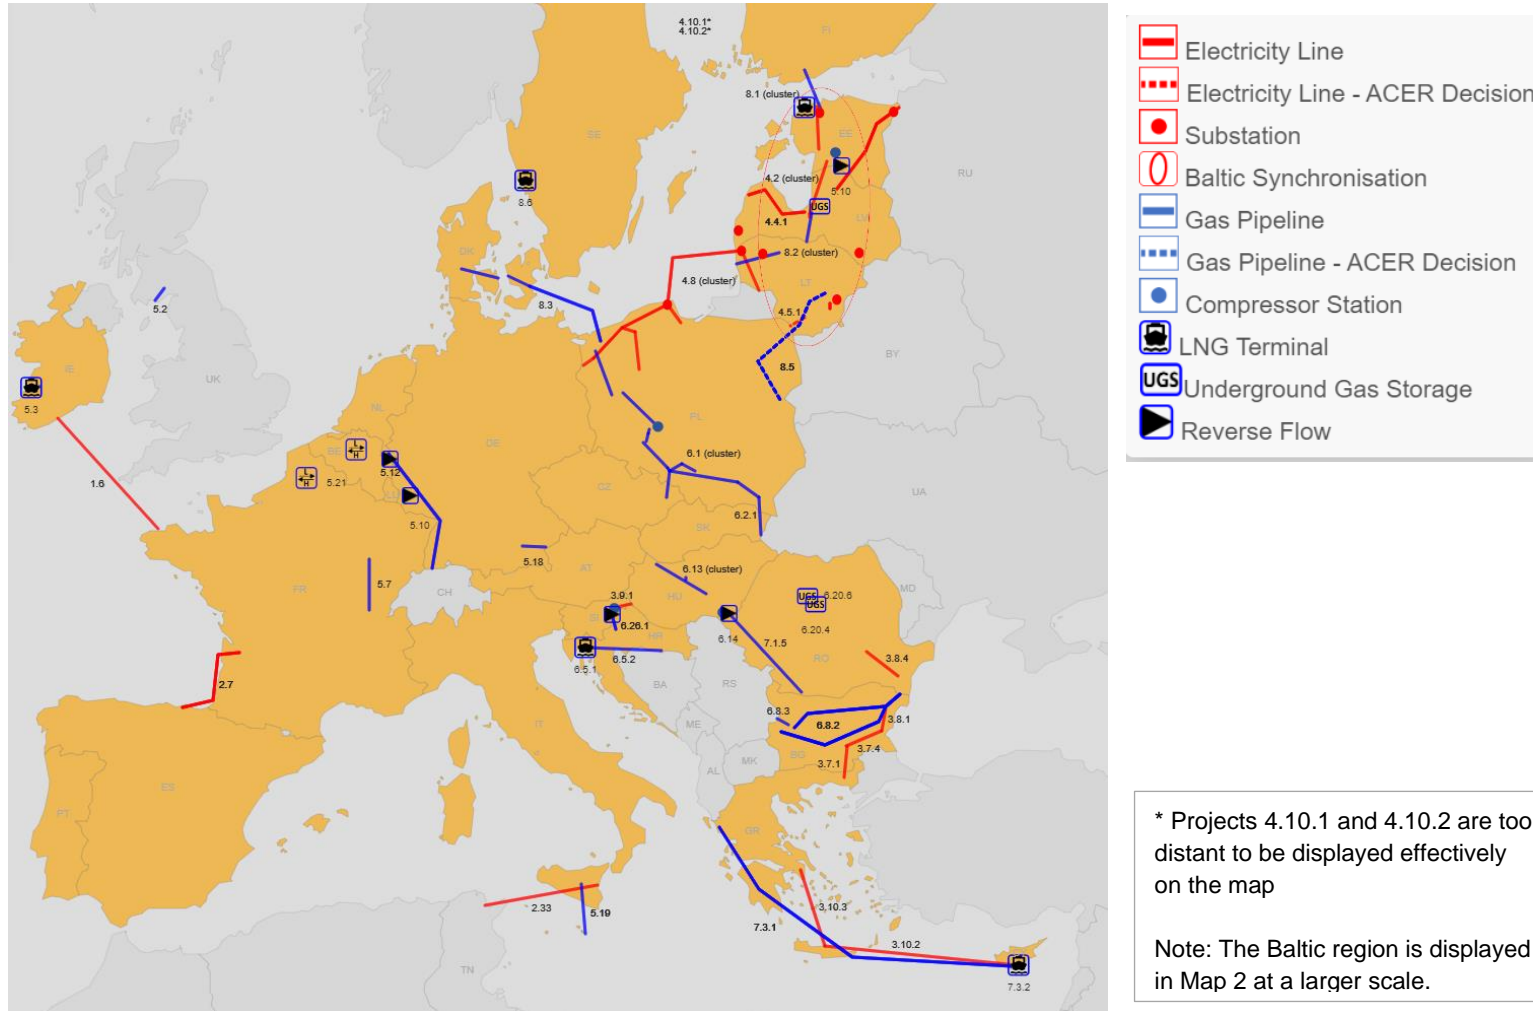 4.10.1*
4.10.2*
FI
8.1 (cluster)
SE
EE
RU
4.2 (cluster)
5.10
8.6
UGS
4.4.1
LV
DK
8.2 (cluster)
4.8 (cluster)
LT
8.3
5.2
4.5.1
BY
8.5
IE
UK
5.3
NL
PL
DE
BE
L
H
6.1 (cluster)
5.12
L
H
5.21
1.6
CZ
UA
LU
5.10
6.2.1
SK
5.18
AT
6.13 (cluster)
5.7
FR
CH
HU
MD
3.9.1
UGS
6.20.6
UGS
SI
6.26.1
6.20.4
HR
6.14
7.1.5
RO
6.5.2
6.5.1
3.8.4
BA
RS
2.7
6.8.3
6.8.2
3.8.1
ME
IT
3.7.4
BG
3.7.1
MK
AL
ES
PT
GR
2.33
5.19
3.10.3
7.3.1
3.10.2
TN
7.3.2
Electricity Line
Electricity Line - ACER Decision
Substation
Baltic Synchronisation
Gas Pipeline
Gas Pipeline - ACER Decision
Compressor Station
LNG Terminal
UGS Underground Gas Storage
Reverse Flow
* Projects 4.10.1 and 4.10.2 are too
distant to be displayed effectively
on the map
Note: The Baltic region is displayed
in Map 2 at a larger scale.